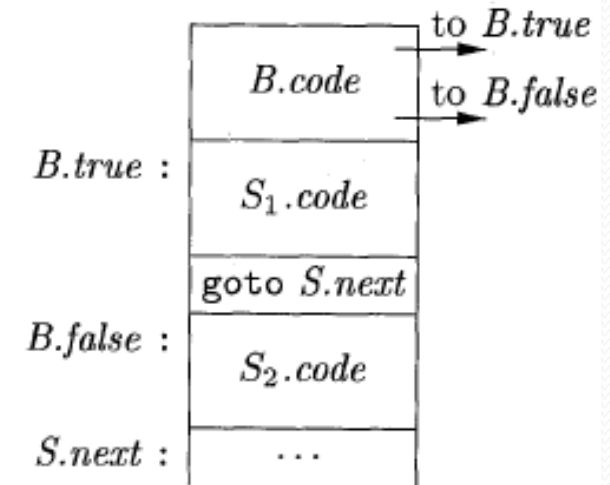 to B.true
B.code
to B.false
B.true :
S₁.code
goto S.next
B.false :
S₂.code
S.next :
...